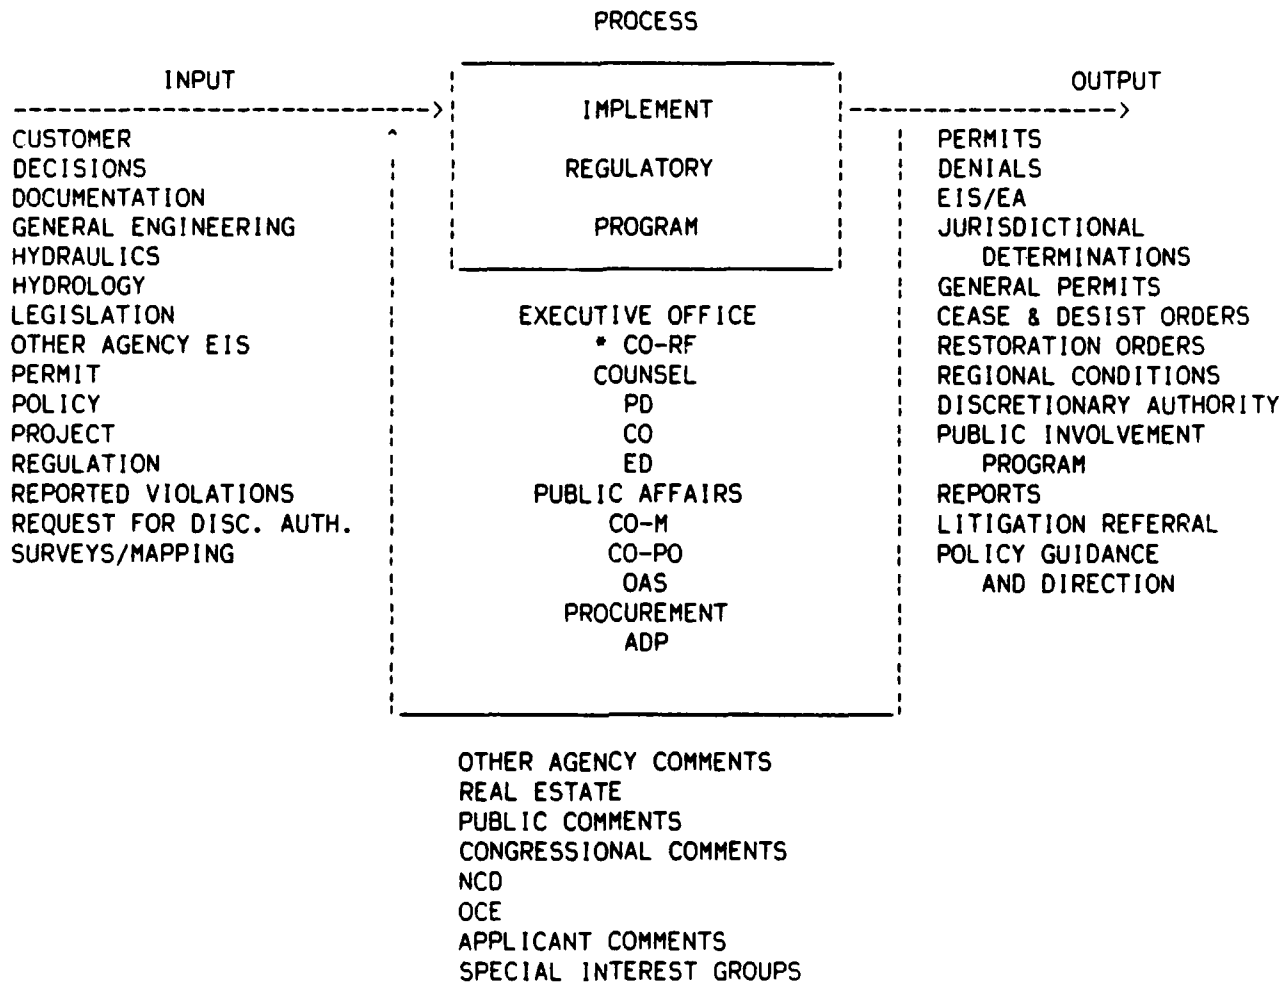 PROCESS
INPUT
OUTPUT
IMPLEMENT
REGULATORY
PROGRAM
CUSTOMER
DECISIONS
DOCUMENTATION
GENERAL ENGINEERING
HYDRAULICS
HYDROLOGY
LEGISLATION
OTHER AGENCY EIS
PERMIT
POLICY
PROJECT
REGULATION
REPORTED VIOLATIONS
REQUEST FOR DISC. AUTH.
SURVEYS/MAPPING
EXECUTIVE OFFICE
* CO-RF
COUNSEL
PD
CO
ED
PUBLIC AFFAIRS
CO-M
CO-PO
OAS
PROCUREMENT
ADP
PERMITS
DENIALS
EIS/EA
JURISDICTIONAL
DETERMINATIONS
GENERAL PERMITS
CEASE & DESIST ORDERS
RESTORATION ORDERS
REGIONAL CONDITIONS
DISCRETIONARY AUTHORITY
PUBLIC INVOLVEMENT
PROGRAM
REPORTS
LITIGATION REFERRAL
POLICY GUIDANCE
AND DIRECTION
OTHER AGENCY COMMENTS
REAL ESTATE
PUBLIC COMMENTS
CONGRESSIONAL COMMENTS
NCD
OCE
APPLICANT COMMENTS
SPECIAL INTEREST GROUPS